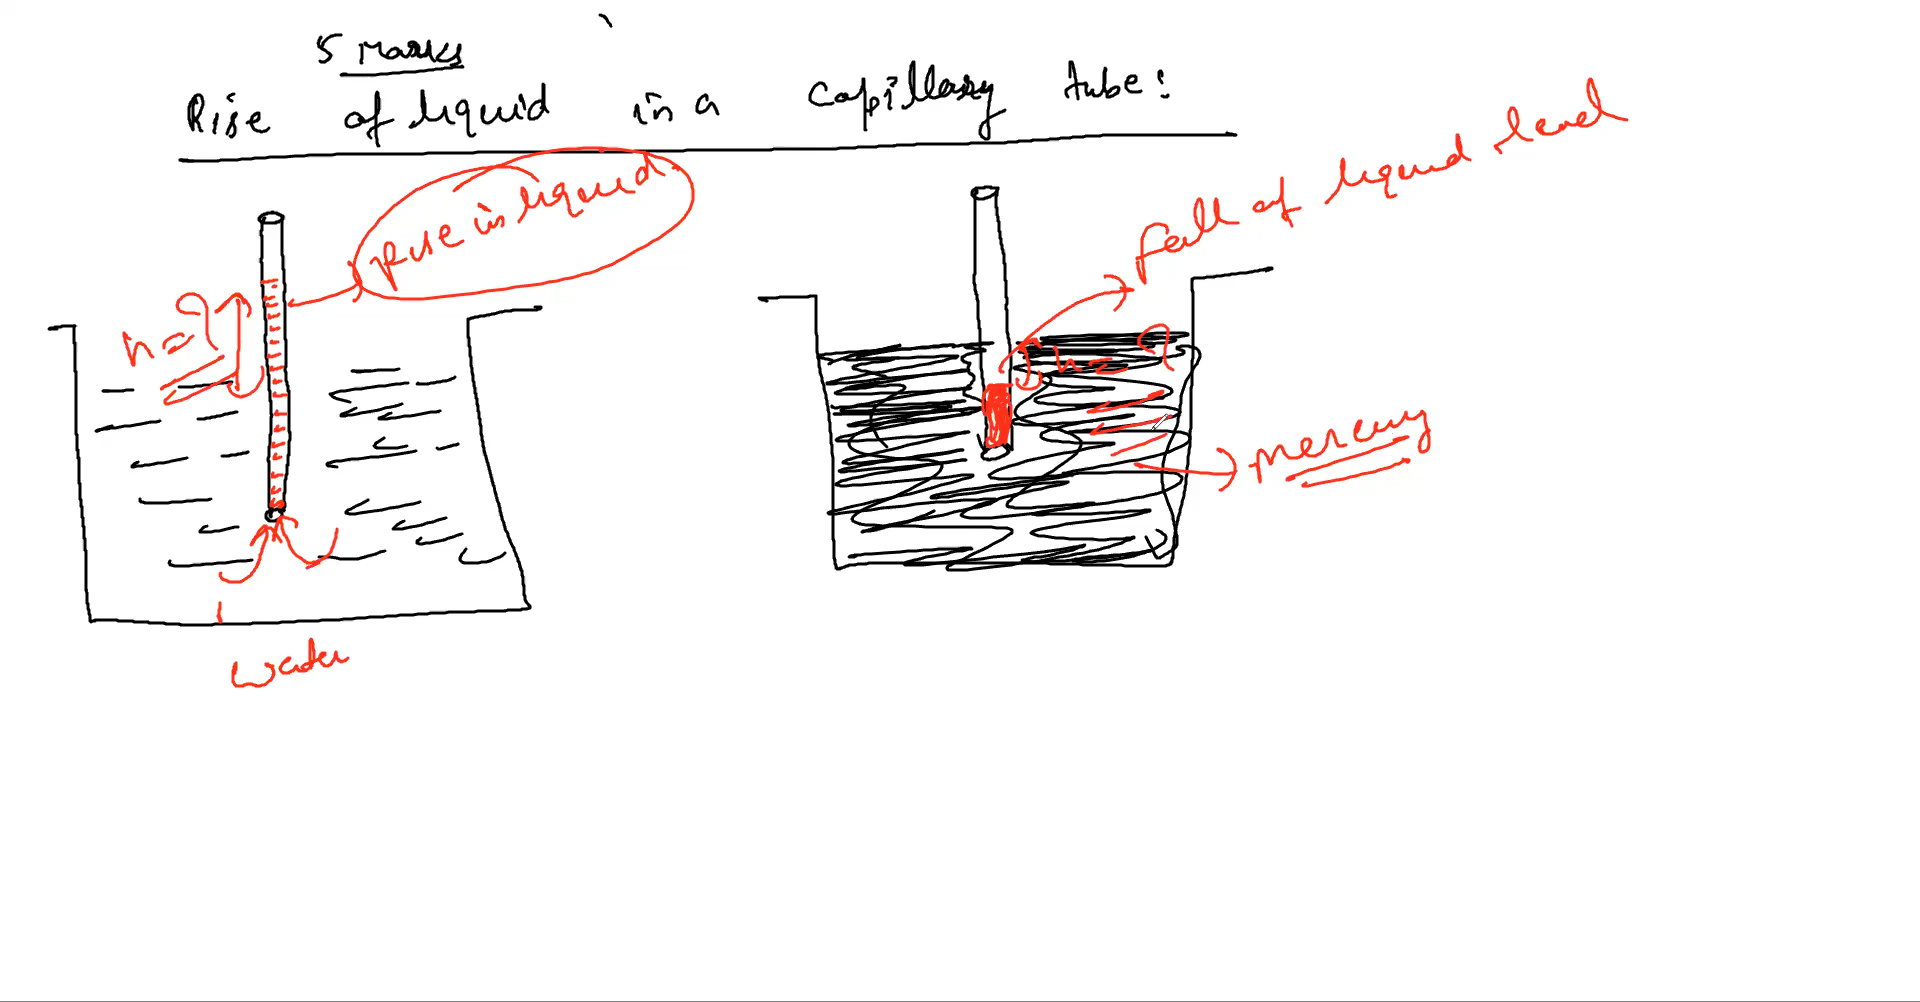 5 Marks
Rise of liquid in a Capillary tube:
Rise in liquid
h = ?
water
fall of liquid level
h = ?
mercury